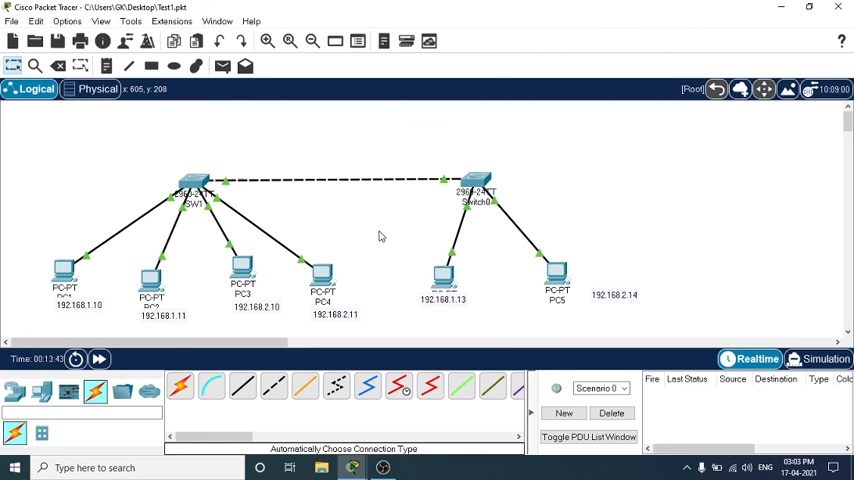 Cisco Packet Tracer - C:\Users\GK\Desktop\Test1.pkt
File Edit Options View Tools Extensions Window Help
Logical Physical x: 605, y: 208 [Root] 10:09:00
SW1
Switch0
PC-PT
PC-PT
PC3
PC-PT
PC4
PC-PT
PC5
PC-PT
192.168.1.10
192.168.1.11
192.168.2.10
192.168.2.11
192.168.1.13
192.168.2.14
Time: 00:13:43 Realtime Simulation
Scenario 0
New Delete
Toggle PDU List Window
Fire Last Status Source Destination Type
Automatically Choose Connection Type
Type here to search
ENG
03:03 PM
17-04-2021